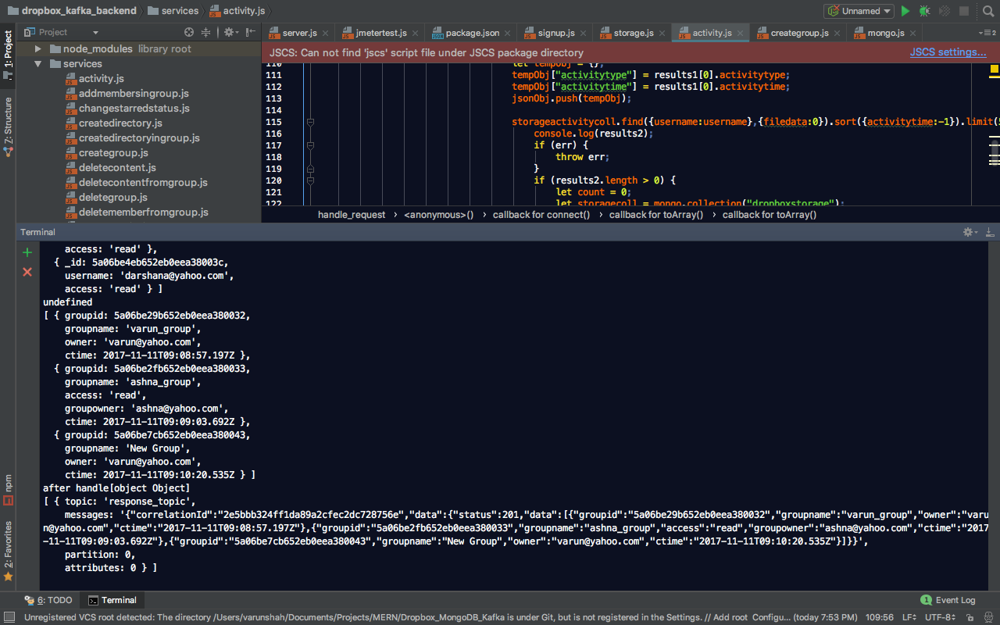 dropbox_kafka_backend services activity.js Unnamed
Project server.js jmetertest.js package.json signup.js storage.js activity.js creategroup.js mongo.js 2
1: Project
Z: Structure
npm
2: Favorites
node_modules library root
services
activity.js
addmembersingroup.js
changestarredstatus.js
createdirectory.js
createdirectoryingroup.js
creategroup.js
deletecontent.js
deletecontentfromgroup.js
deletegroup.js
deletememberfromgroup.js
JSCS: Can not find 'jscs' script file under JSCS package directory JSCS settings...
110 let tempObj = {};
111 tempObj["activitytype"] = results1[0].activitytype;
112 tempObj["activitytime"] = results1[0].activitytime;
113 jsonObj.push(tempObj);
114
115 storageactivitycoll.find({username:username},{filedata:0}).sort({activitytime:-1}).limit(
116 console.log(results2);
117 if (err) {
118 throw err;
119 }
120 if (results2.length > 0) {
121 let count = 0;
122 let storagecoll = mongo.collection("dropboxstorage");
handle_request › <anonymous>() › callback for connect() › callback for toArray() › callback for toArray()
Terminal
access: 'read' },
{ _id: 5a06be4eb652eb0eea38003c,
username: 'darshana@yahoo.com',
access: 'read' } ]
undefined
[ { groupid: 5a06be29b652eb0eea380032,
groupname: 'varun_group',
owner: 'varun@yahoo.com',
ctime: 2017-11-11T09:08:57.197Z },
{ groupid: 5a06be2fb652eb0eea380033,
groupname: 'ashna_group',
access: 'read',
groupowner: 'ashna@yahoo.com',
ctime: 2017-11-11T09:09:03.692Z },
{ groupid: 5a06be7cb652eb0eea380043,
groupname: 'New Group',
owner: 'varun@yahoo.com',
ctime: 2017-11-11T09:10:20.535Z } ]
after handle[object Object]
[ { topic: 'response_topic',
messages: '{"correlationId":"2e5bbb324ff1da89a2cfec2dc728756e","data":{"status":201,"data":[{"groupid":"5a06be29b652eb0eea380032","groupname":"varun_group","owner":"varu
n@yahoo.com","ctime":"2017-11-11T09:08:57.197Z"},{"groupid":"5a06be2fb652eb0eea380033","groupname":"ashna_group","access":"read","groupowner":"ashna@yahoo.com","ctime":"2017
-11-11T09:09:03.692Z"},{"groupid":"5a06be7cb652eb0eea380043","groupname":"New Group","owner":"varun@yahoo.com","ctime":"2017-11-11T09:10:20.535Z"}]}}',
partition: 0,
attributes: 0 } ]
6: TODO Terminal 1 Event Log
Unregistered VCS root detected: The directory /Users/varunshah/Documents/Projects/MERN/Dropbox_MongoDB_Kafka is under Git, but is not registered in the Settings. // Add root Configu... (today 7:53 PM) 109:56 LF UTF-8